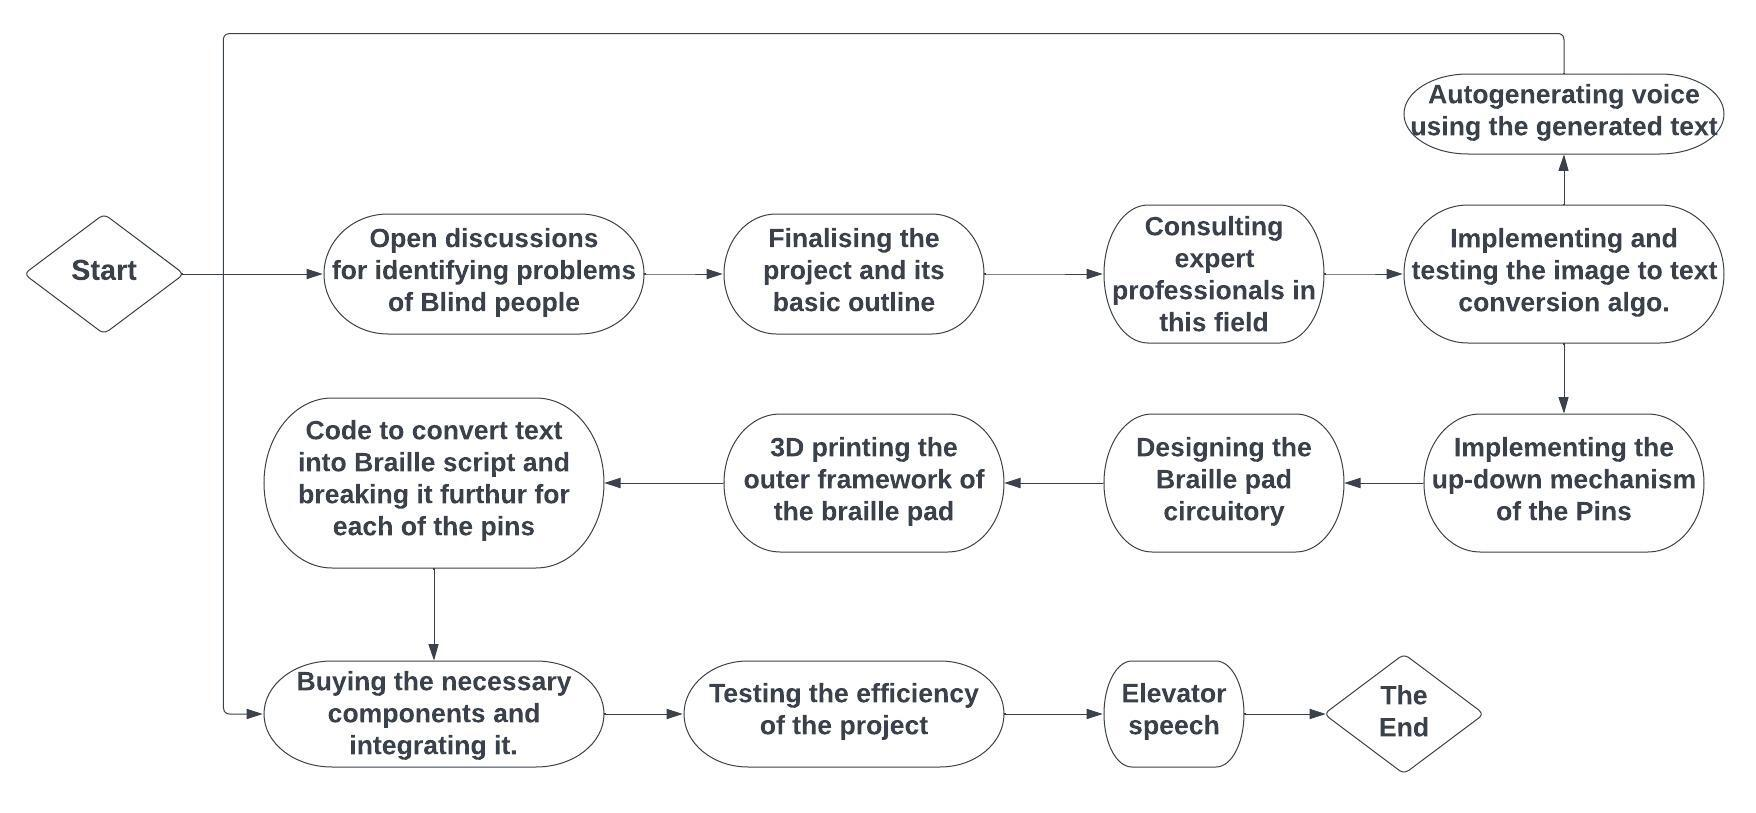 Start
Open discussions
for identifying problems
of Blind people
Finalising the
project and its
basic outline
Consulting
expert
professionals in
this field
Implementing and
testing the image to text
conversion algo.
Autogenerating voice
using the generated text
Implementing the
up-down mechanism
of the Pins
Designing the
Braille pad
circuitory
3D printing the
outer framework of
the braille pad
Code to convert text
into Braille script and
breaking it furthur for
each of the pins
Buying the necessary
components and
integrating it.
Testing the efficiency
of the project
Elevator
speech
The
End